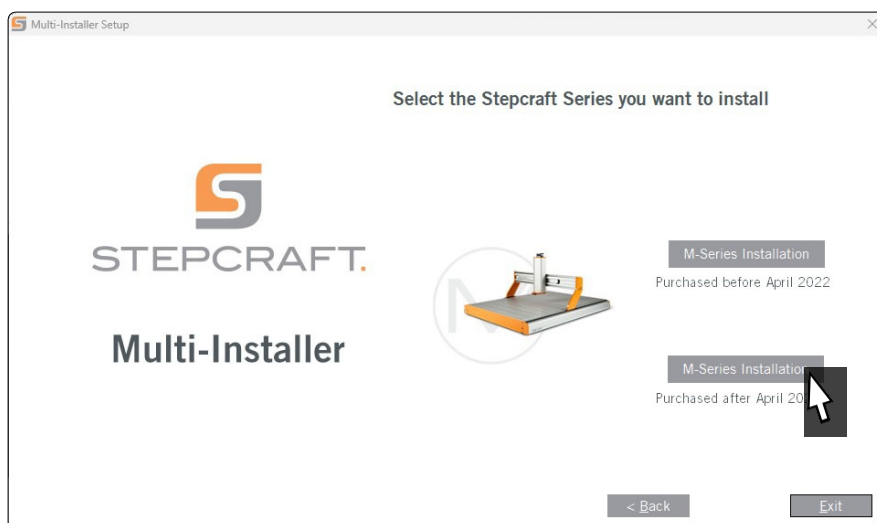 Multi-Installer Setup
Select the Stepcraft Series you want to install
STEPCRAFT.
Multi-Installer
M-Series Installation
Purchased before April 2022
M-Series Installation
Purchased after April
< Back
Exit